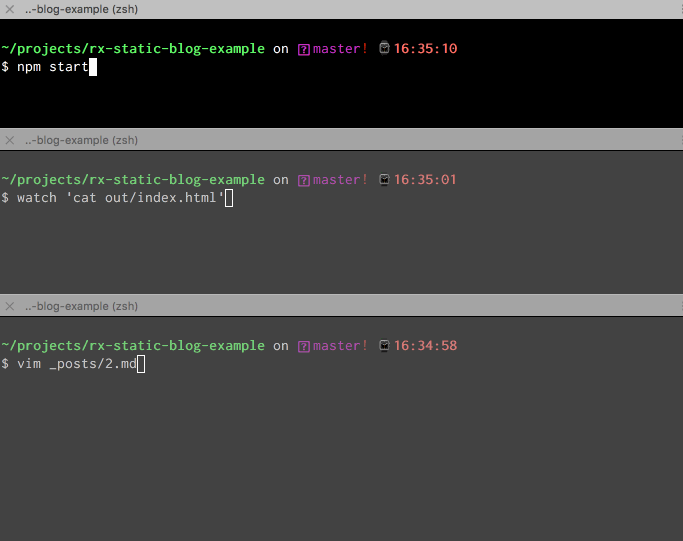 ..-blog-example (zsh)
~/projects/rx-static-blog-example on master! 16:35:10
$ npm start
..-blog-example (zsh)
~/projects/rx-static-blog-example on master! 16:35:01
$ watch 'cat out/index.html'
..-blog-example (zsh)
~/projects/rx-static-blog-example on master! 16:34:58
$ vim _posts/2.md